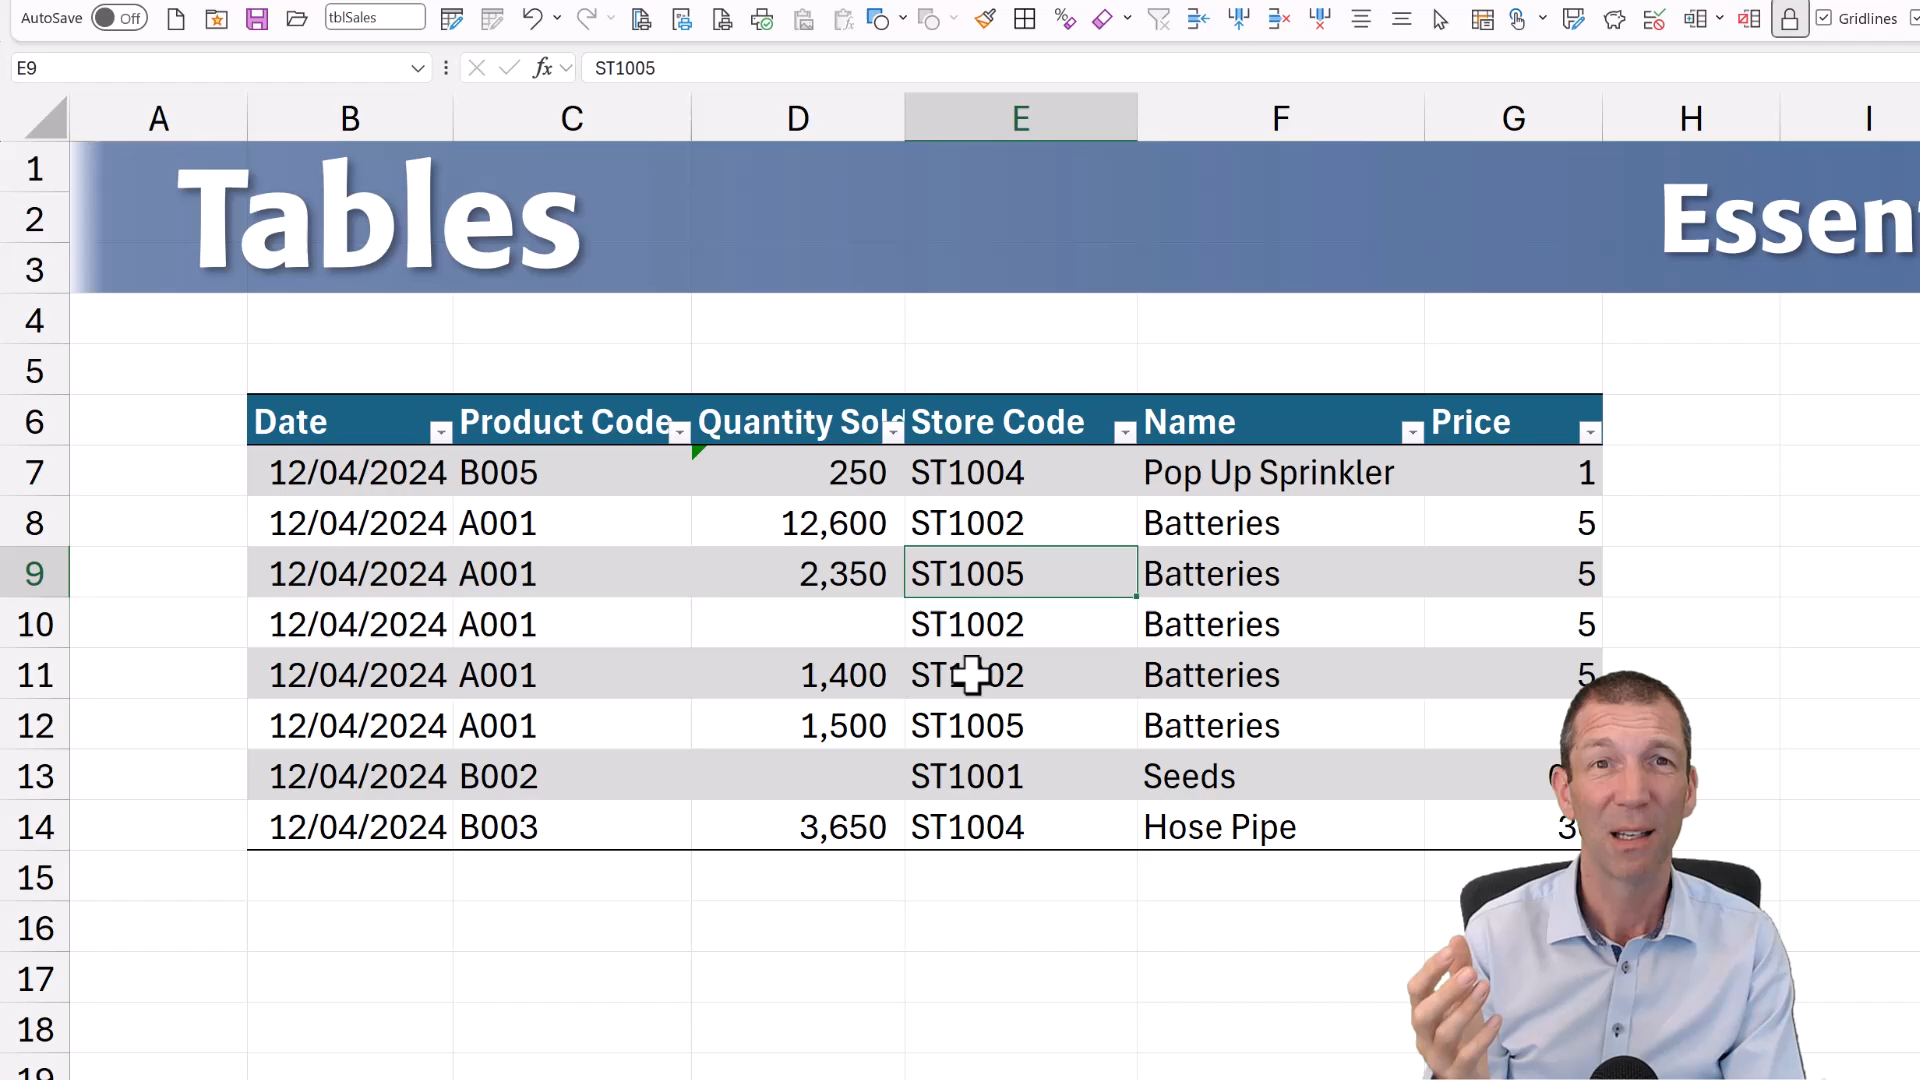 AutoSave Off tblSales Gridlines
E9 fx ST1005
A B C D E F G H I
1
2 Tables
3
4
5
6 Date Product Code Quantity Store Code Name Price
7 12/04/2024 B005 250 ST1004 Pop Up Sprinkler 1
8 12/04/2024 A001 12,600 ST1002 Batteries 5
9 12/04/2024 A001 2,350 ST1005 Batteries 5
10 12/04/2024 A001 ST1002 Batteries 5
11 12/04/2024 A001 1,400 Batteries 5
12 12/04/2024 A001 1,500 ST1005 Batteries
13 12/04/2024 B002 ST1001 Seeds
14 12/04/2024 B003 3,650 ST1004 Hose Pipe
15
16
17
18